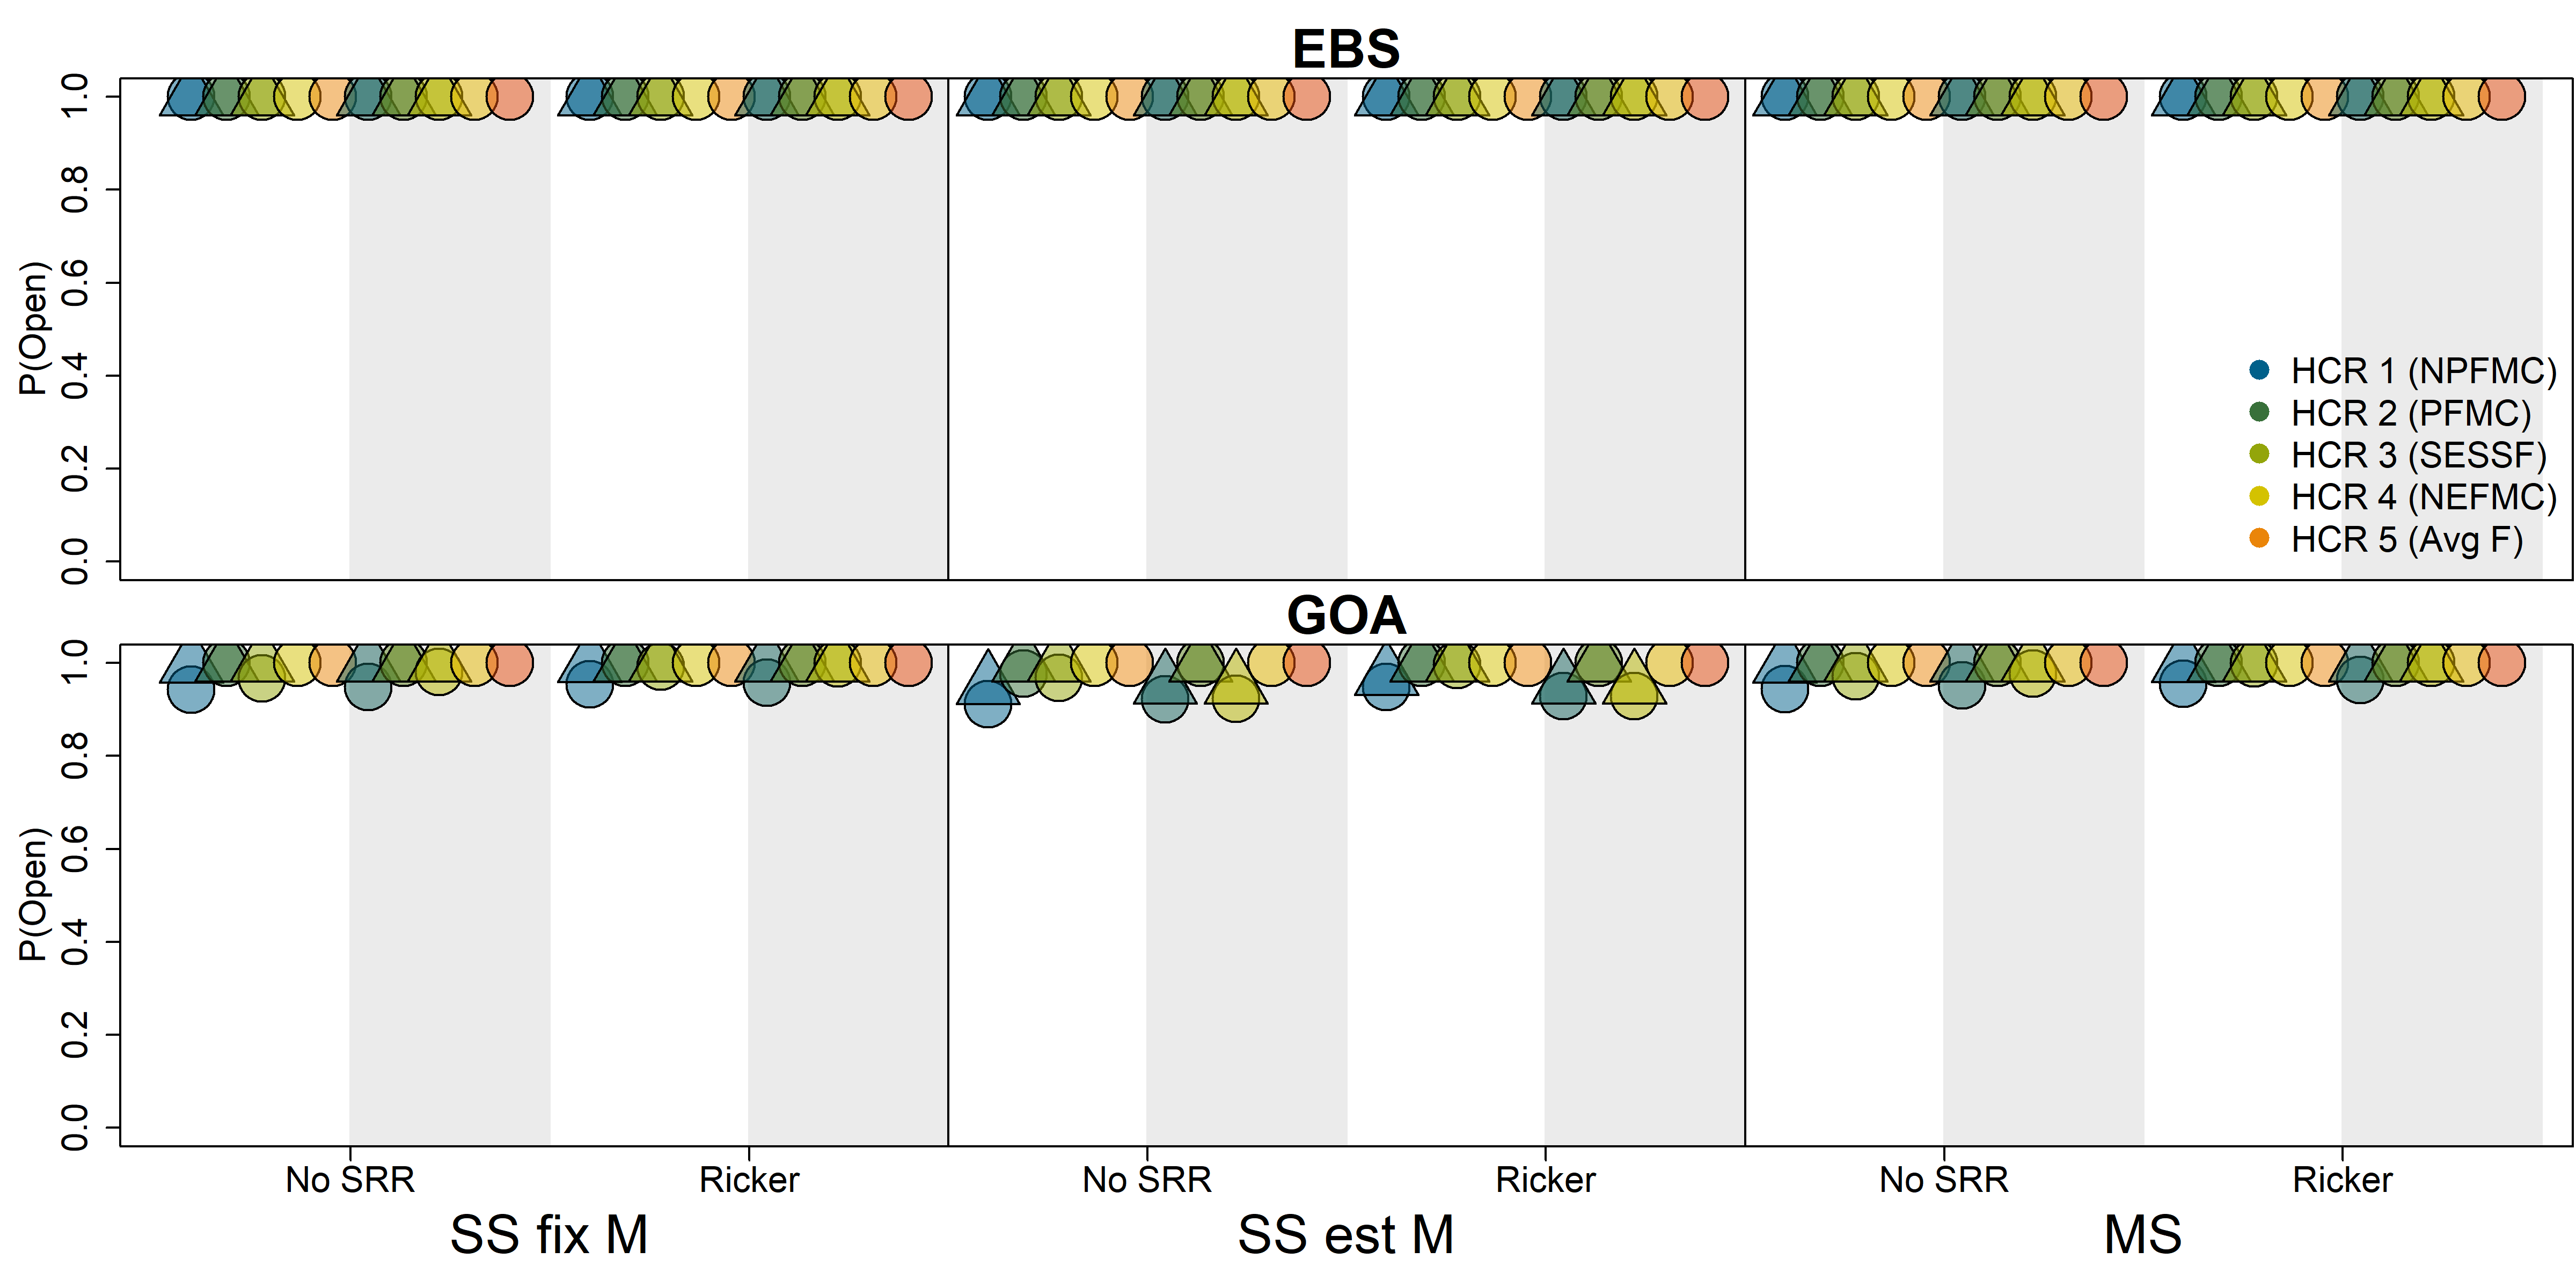 EBS
P(Open)
1.0
0.8
0.6
0.4
0.2
0.0
HCR 1 (NPFMC)
HCR 2 (PFMC)
HCR 3 (SESSF)
HCR 4 (NEFMC)
HCR 5 (Avg F)
GOA
P(Open)
1.0
0.8
0.6
0.4
0.2
0.0
No SRR Ricker No SRR Ricker No SRR Ricker
SS fix M SS est M MS